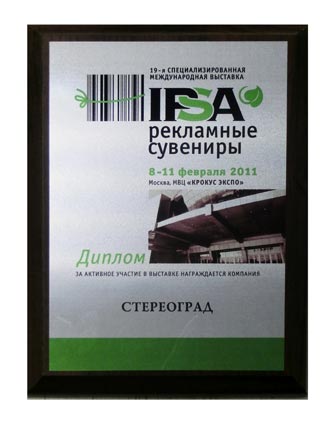 19-я СПЕЦИАЛИЗИРОВАННАЯ
МЕЖДУНАРОДНАЯ ВЫСТАВКА
IPSA
рекламные
сувениры
8-11 февраля 2011
Москва, МВЦ «КРОКУС ЭКСПО»
Диплом
ЗА АКТИВНОЕ УЧАСТИЕ В ВЫСТАВКЕ НАГРАЖДАЕТСЯ КОМПАНИЯ
СТЕРЕОГРАД